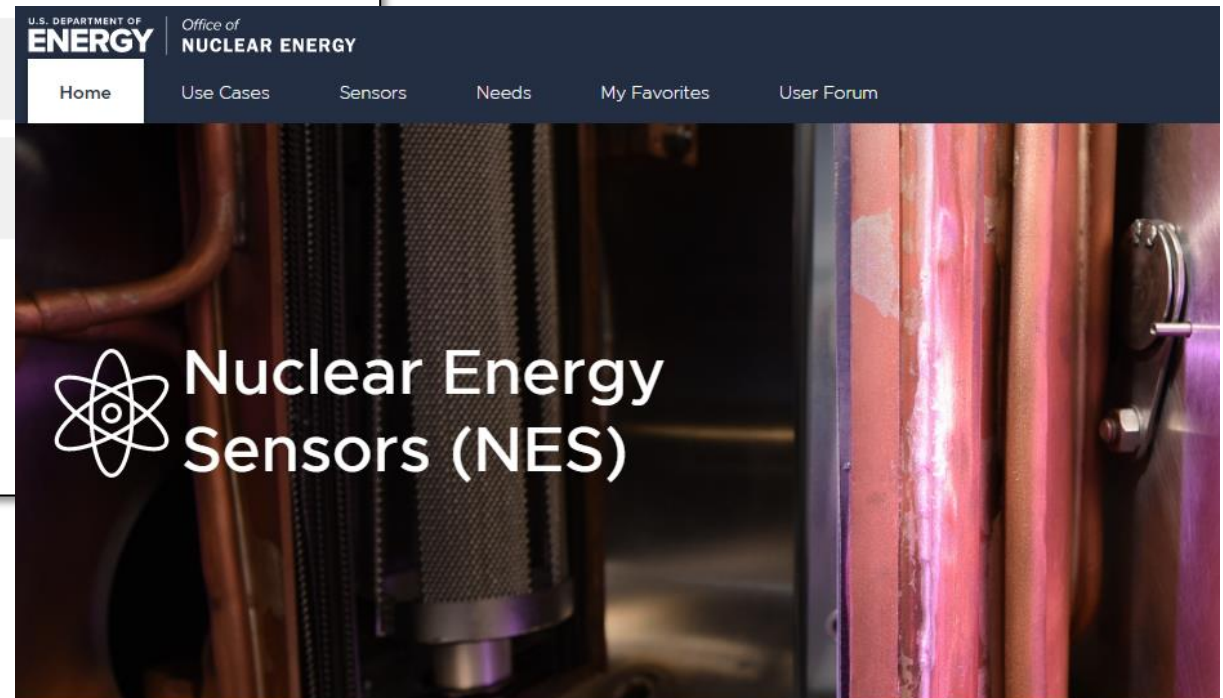 U.S. DEPARTMENT OF
ENERGY
Office of
NUCLEAR ENERGY
Home Use Cases Sensors Needs My Favorites User Forum
Nuclear Energy
Sensors (NES)